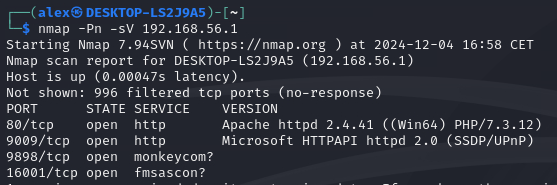 ┌──(alex㉿DESKTOP-LS2J9A5)-[~]
└─$ nmap -Pn -sV 192.168.56.1
Starting Nmap 7.94SVN ( https://nmap.org ) at 2024-12-04 16:58 CET
Nmap scan report for DESKTOP-LS2J9A5 (192.168.56.1)
Host is up (0.00047s latency).
Not shown: 996 filtered tcp ports (no-response)
PORT      STATE SERVICE    VERSION
80/tcp    open  http       Apache httpd 2.4.41 ((Win64) PHP/7.3.12)
9009/tcp  open  http       Microsoft HTTPAPI httpd 2.0 (SSDP/UPnP)
9898/tcp  open  monkeycom?
16001/tcp open  fmsascon?